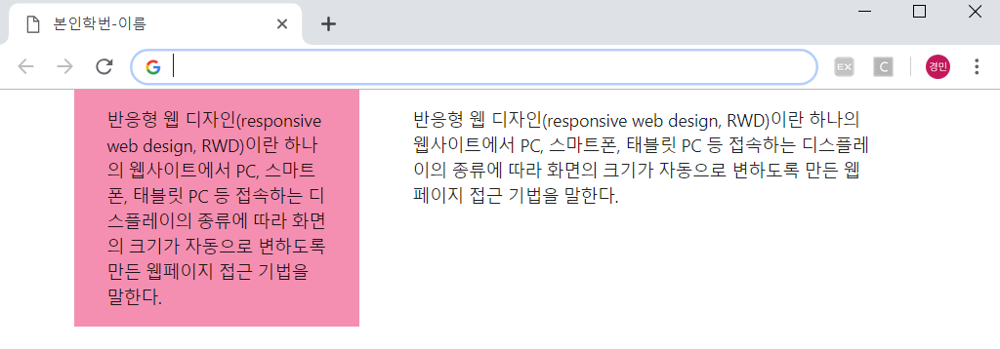 본인학번-이름
EX
C
경민
반응형 웹 디자인(responsive
web design, RWD)이란 하나
의 웹사이트에서 PC, 스마트
폰, 태블릿 PC 등 접속하는 디
스플레이의 종류에 따라 화면
의 크기가 자동으로 변하도록
만든 웹페이지 접근 기법을
말한다.
반응형 웹 디자인(responsive web design, RWD)이란 하나의
웹사이트에서 PC, 스마트폰, 태블릿 PC 등 접속하는 디스플레
이의 종류에 따라 화면의 크기가 자동으로 변하도록 만든 웹
페이지 접근 기법을 말한다.